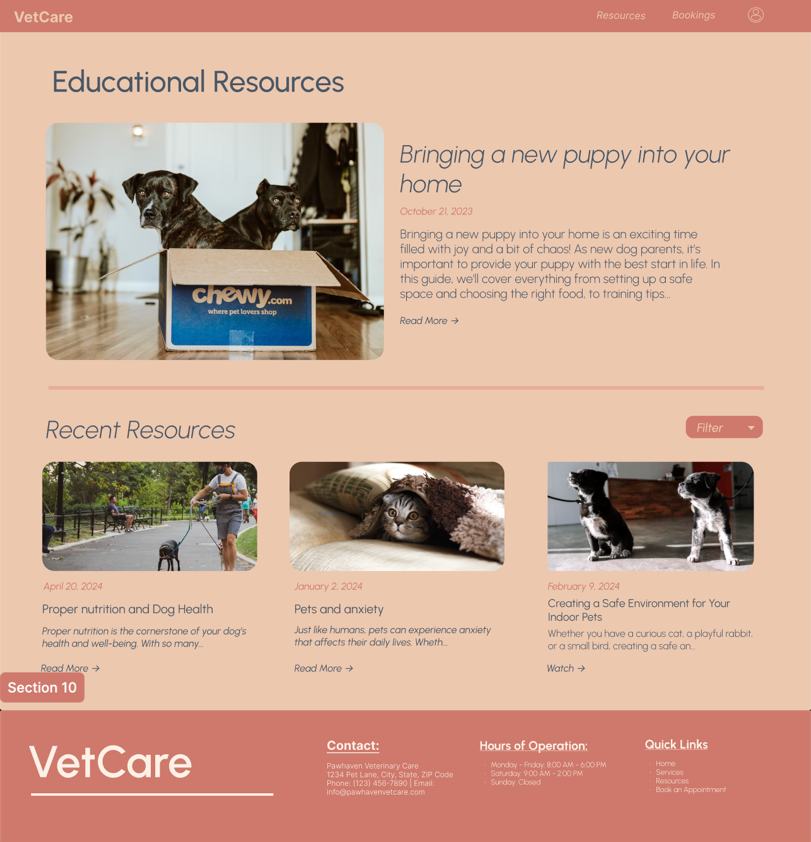 VetCare
Resources
Bookings
Educational Resources
chewy.com
where pet lovers shop
Bringing a new puppy into your
home
October 21, 2023
Bringing a new puppy into your home is an exciting time
filled with joy and a bit of chaos! As new dog parents, it's
important to provide your puppy with the best start in life. In
this guide, we'll cover everything from setting up a safe
space and choosing the right food, to training tips...
Read More →
Recent Resources
Filter
April 20, 2024
Proper nutrition and Dog Health
Proper nutrition is the cornerstone of your dog's
health and well-being. With so many...
Read More →
January 2, 2024
Pets and anxiety
Just like humans, pets can experience anxiety
that affects their daily lives. Wheth...
Read More →
February 9, 2024
Creating a Safe Environment for Your
Indoor Pets
Whether you have a curious cat, a playful rabbit,
or a small bird, creating a safe an...
Watch →
Section 10
VetCare
Contact:
Pawhaven Veterinary Care
1234 Pet Lane, City, State, ZIP Code
Phone: (123) 456-7890 | Email:
info@pawhavenvetcare.com
Hours of Operation:
· Monday - Friday: 8:00 AM - 6:00 PM
· Saturday: 9:00 AM - 2:00 PM
· Sunday: Closed
Quick Links
· Home
· Services
· Resources
· Book an Appointment